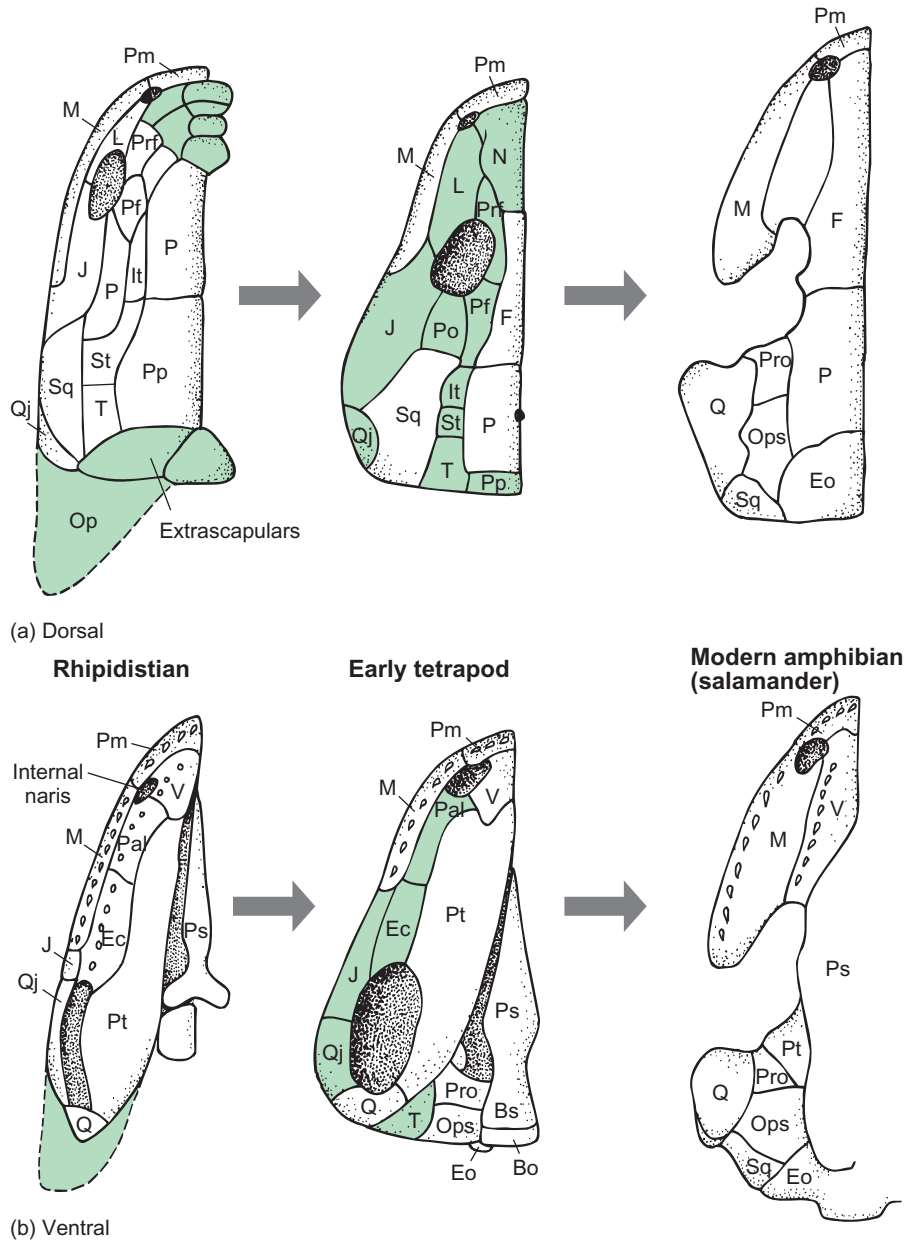 Pm
M
L
Prf
Pf
J
P
It
P
St
Sq
T
Pp
Qj
Op
Extrascapulars
Pm
M
N
L
Prf
Pf
J
Po
F
It
Sq
St
P
Qj
T
Pp
Pm
M
F
Pro
P
Q
Ops
Sq
Eo
(a) Dorsal
Rhipidistian
Early tetrapod
Modern amphibian
(salamander)
Pm
Internal
naris
V
M
Pal
Ec
Ps
J
Qj
Pt
Q
Pm
M
V
Pal
Pt
Ec
J
Ps
Qj
Pro
Q
Bs
T
Ops
Eo
Bo
Pm
V
M
Ps
Pt
Pro
Q
Ops
Sq
Eo
(b) Ventral